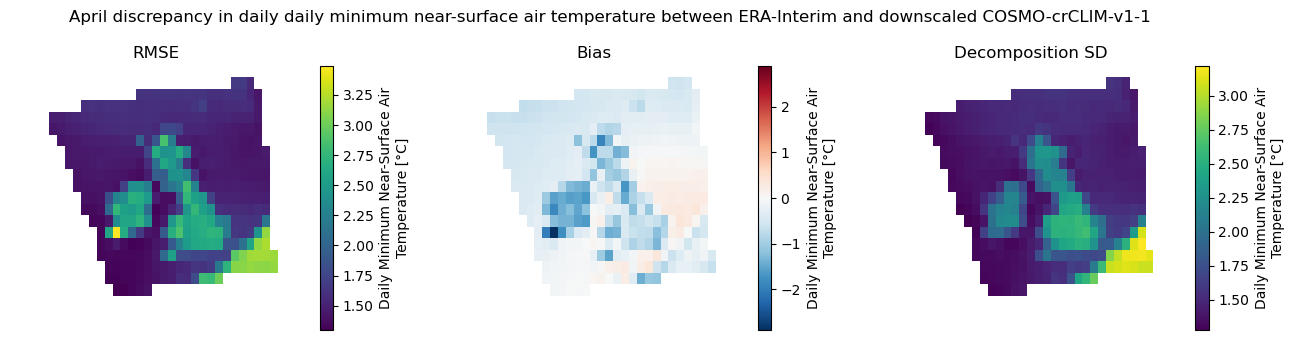 April discrepancy in daily daily minimum near-surface air temperature between ERA-Interim and downscaled COSMO-crCLIM-v1-1
RMSE
3.25
3.00
2.75
2.50
2.25
2.00
1.75
1.50
Daily Minimum Near-Surface Air
Temperature [°C]
Bias
2
1
0
−1
−2
Daily Minimum Near-Surface Air
Temperature [°C]
Decomposition SD
3.00
2.75
2.50
2.25
2.00
1.75
1.50
Daily Minimum Near-Surface Air
Temperature [°C]